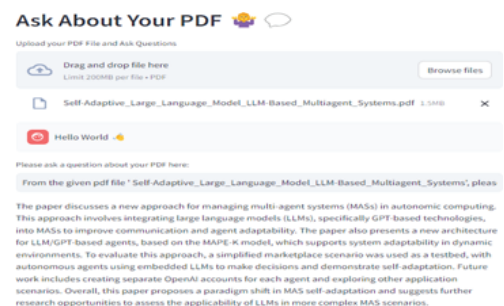 Ask About Your PDF
Upload your PDF File and Ask Questions
Drag and drop file here
Limit 200MB per file • PDF
Browse files
Self-Adaptive_Large_Language_Model_LLM-Based_Multiagent_Systems.pdf 1.5MB
Hello World
Please ask a question about your PDF here:
From the given pdf file ' Self-Adaptive_Large_Language_Model_LLM-Based_Multiagent_Systems', pleas
The paper discusses a new approach for managing multi-agent systems (MASs) in autonomic computing.
This approach involves integrating large language models (LLMs), specifically GPT-based technologies,
into MASs to improve communication and agent adaptability. The paper also presents a new architecture
for LLM/GPT-based agents, based on the MAPE-K model, which supports system adaptability in dynamic
environments. To evaluate this approach, a simplified marketplace scenario was used as a testbed, with
autonomous agents using embedded LLMs to make decisions and demonstrate self-adaptation. Future
work includes creating separate OpenAI accounts for each agent and exploring other application
scenarios. Overall, this paper proposes a paradigm shift in MAS self-adaptation and suggests further
research opportunities to assess the applicability of LLMs in more complex MAS scenarios.